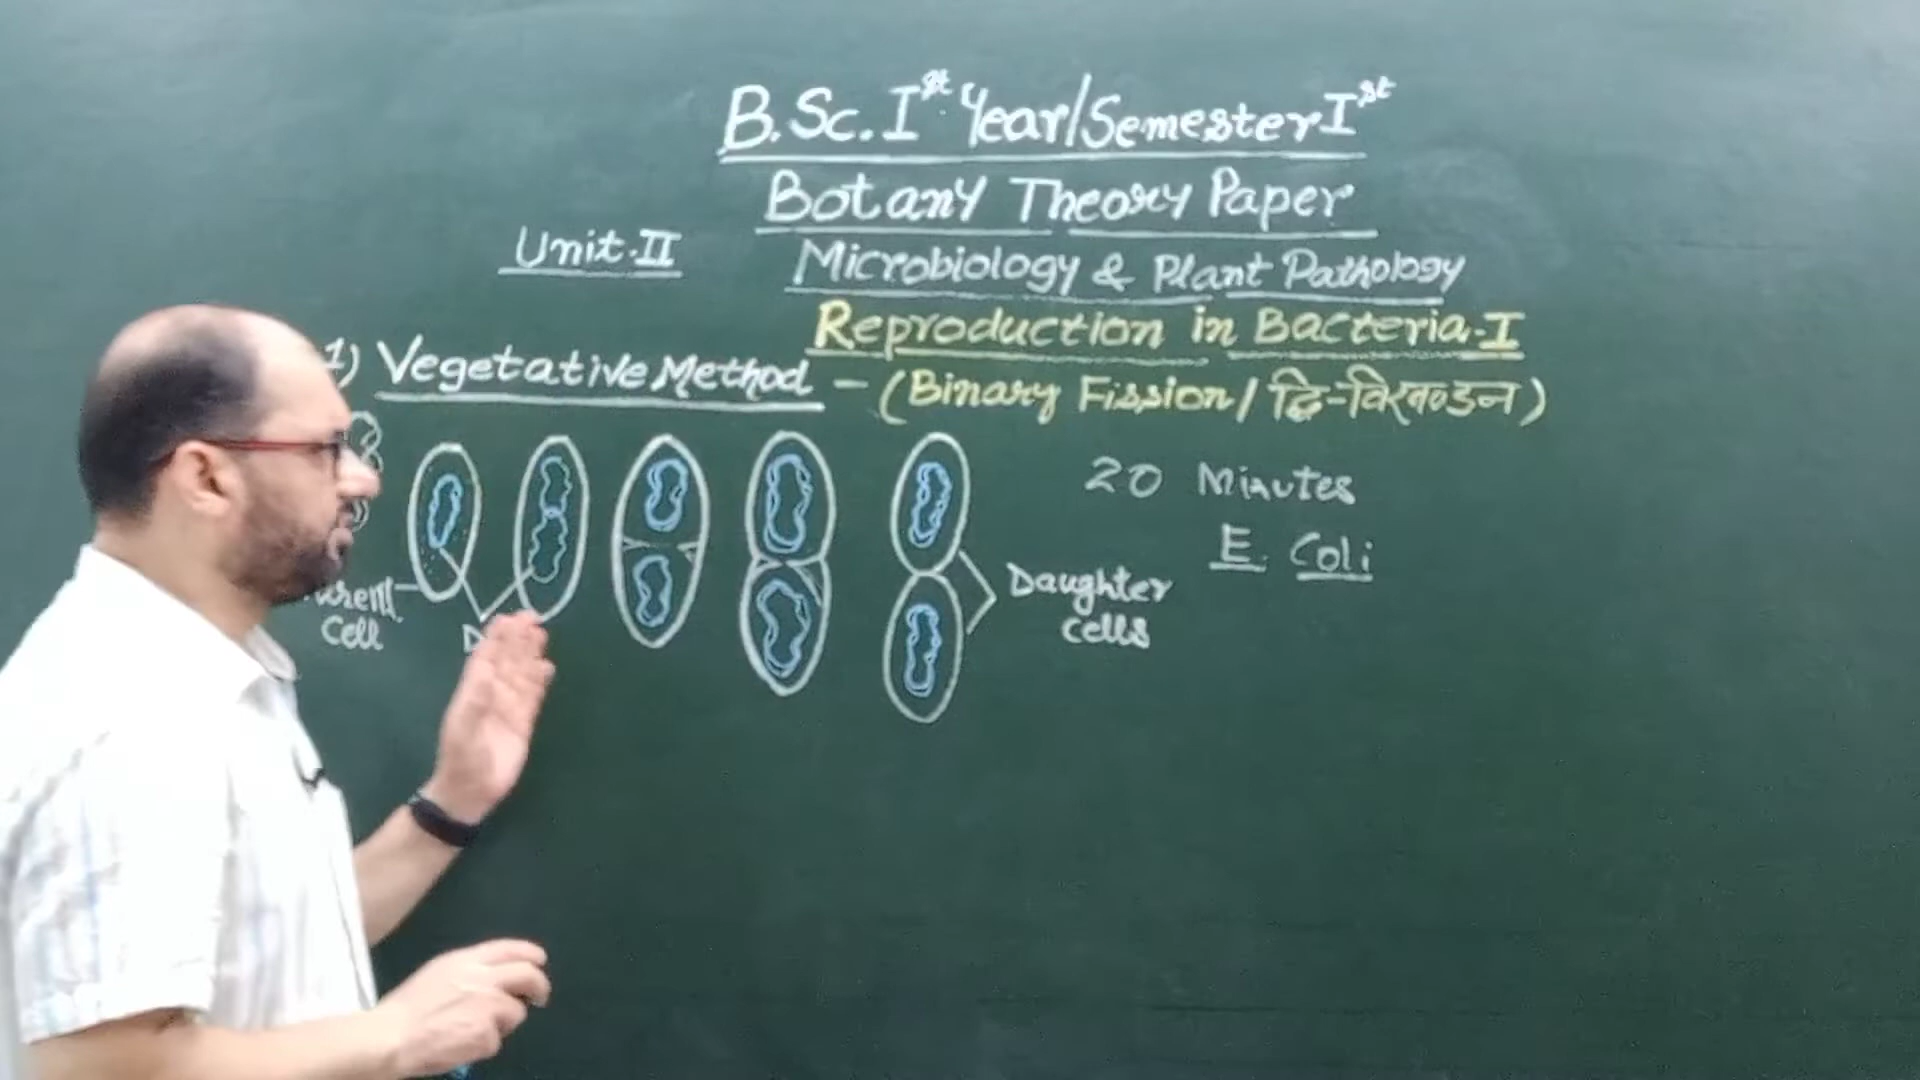 B.Sc. Ist Year/Semester Ist
Botany Theory Paper
Unit-II
Microbiology & Plant Pathology
Reproduction in Bacteria-I
1) Vegetative Method - (Binary Fission / द्वि-विखण्डन)
20 Minutes
E. Coli
Cell
Daughter
Cells